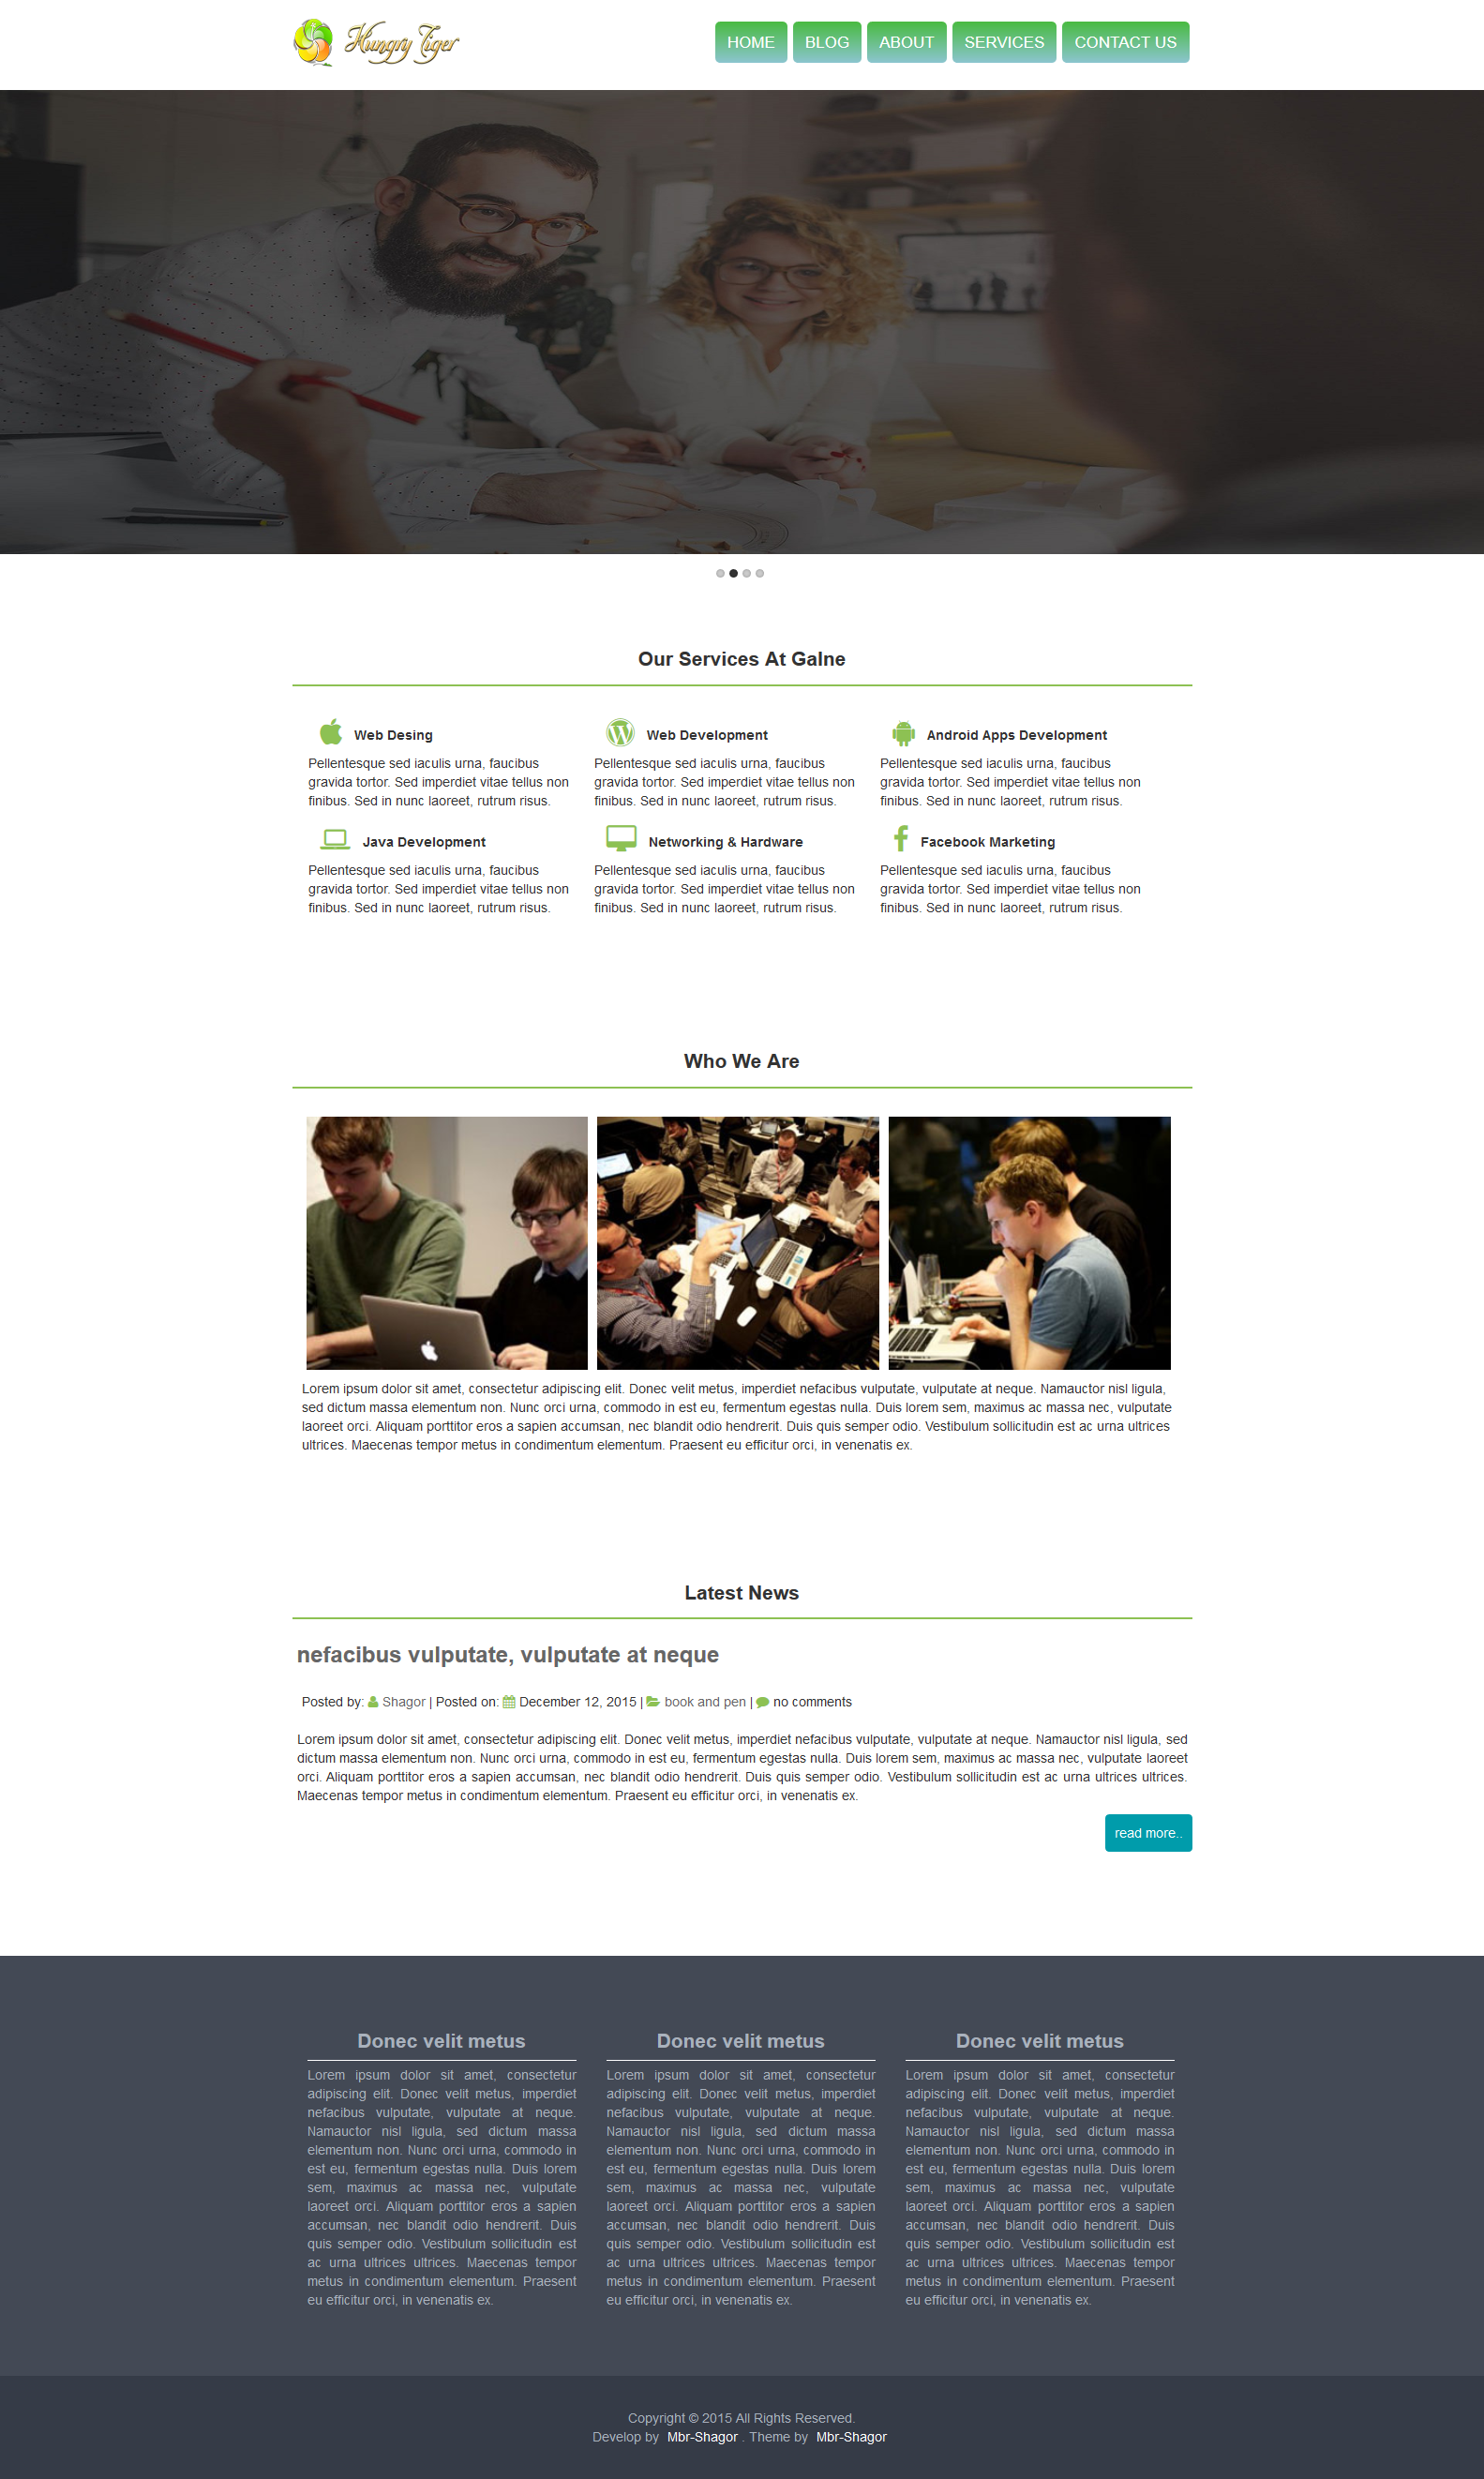 Hungry Tiger
HOME BLOG ABOUT SERVICES CONTACT US
Our Services At Galne
Web Desing
Pellentesque sed iaculis urna, faucibus
gravida tortor. Sed imperdiet vitae tellus non
finibus. Sed in nunc laoreet, rutrum risus.
Web Development
Pellentesque sed iaculis urna, faucibus
gravida tortor. Sed imperdiet vitae tellus non
finibus. Sed in nunc laoreet, rutrum risus.
Android Apps Development
Pellentesque sed iaculis urna, faucibus
gravida tortor. Sed imperdiet vitae tellus non
finibus. Sed in nunc laoreet, rutrum risus.
Java Development
Pellentesque sed iaculis urna, faucibus
gravida tortor. Sed imperdiet vitae tellus non
finibus. Sed in nunc laoreet, rutrum risus.
Networking & Hardware
Pellentesque sed iaculis urna, faucibus
gravida tortor. Sed imperdiet vitae tellus non
finibus. Sed in nunc laoreet, rutrum risus.
Facebook Marketing
Pellentesque sed iaculis urna, faucibus
gravida tortor. Sed imperdiet vitae tellus non
finibus. Sed in nunc laoreet, rutrum risus.
Who We Are
Lorem ipsum dolor sit amet, consectetur adipiscing elit. Donec velit metus, imperdiet nefacibus vulputate, vulputate at neque. Namauctor nisl ligula,
sed dictum massa elementum non. Nunc orci urna, commodo in est eu, fermentum egestas nulla. Duis lorem sem, maximus ac massa nec, vulputate
laoreet orci. Aliquam porttitor eros a sapien accumsan, nec blandit odio hendrerit. Duis quis semper odio. Vestibulum sollicitudin est ac urna ultrices
ultrices. Maecenas tempor metus in condimentum elementum. Praesent eu efficitur orci, in venenatis ex.
Latest News
nefacibus vulputate, vulputate at neque
Posted by: Shagor | Posted on: December 12, 2015 | book and pen | no comments
Lorem ipsum dolor sit amet, consectetur adipiscing elit. Donec velit metus, imperdiet nefacibus vulputate, vulputate at neque. Namauctor nisl ligula, sed
dictum massa elementum non. Nunc orci urna, commodo in est eu, fermentum egestas nulla. Duis lorem sem, maximus ac massa nec, vulputate laoreet
orci. Aliquam porttitor eros a sapien accumsan, nec blandit odio hendrerit. Duis quis semper odio. Vestibulum sollicitudin est ac urna ultrices ultrices.
Maecenas tempor metus in condimentum elementum. Praesent eu efficitur orci, in venenatis ex.
read more..
Donec velit metus
Lorem ipsum dolor sit amet, consectetur
adipiscing elit. Donec velit metus, imperdiet
nefacibus vulputate, vulputate at neque.
Namauctor nisl ligula, sed dictum massa
elementum non. Nunc orci urna, commodo in
est eu, fermentum egestas nulla. Duis lorem
sem, maximus ac massa nec, vulputate
laoreet orci. Aliquam porttitor eros a sapien
accumsan, nec blandit odio hendrerit. Duis
quis semper odio. Vestibulum sollicitudin est
ac urna ultrices ultrices. Maecenas tempor
metus in condimentum elementum. Praesent
eu efficitur orci, in venenatis ex.
Donec velit metus
Lorem ipsum dolor sit amet, consectetur
adipiscing elit. Donec velit metus, imperdiet
nefacibus vulputate, vulputate at neque.
Namauctor nisl ligula, sed dictum massa
elementum non. Nunc orci urna, commodo in
est eu, fermentum egestas nulla. Duis lorem
sem, maximus ac massa nec, vulputate
laoreet orci. Aliquam porttitor eros a sapien
accumsan, nec blandit odio hendrerit. Duis
quis semper odio. Vestibulum sollicitudin est
ac urna ultrices ultrices. Maecenas tempor
metus in condimentum elementum. Praesent
eu efficitur orci, in venenatis ex.
Donec velit metus
Lorem ipsum dolor sit amet, consectetur
adipiscing elit. Donec velit metus, imperdiet
nefacibus vulputate, vulputate at neque.
Namauctor nisl ligula, sed dictum massa
elementum non. Nunc orci urna, commodo in
est eu, fermentum egestas nulla. Duis lorem
sem, maximus ac massa nec, vulputate
laoreet orci. Aliquam porttitor eros a sapien
accumsan, nec blandit odio hendrerit. Duis
quis semper odio. Vestibulum sollicitudin est
ac urna ultrices ultrices. Maecenas tempor
metus in condimentum elementum. Praesent
eu efficitur orci, in venenatis ex.
Copyright © 2015 All Rights Reserved.
Develop by Mbr-Shagor . Theme by Mbr-Shagor